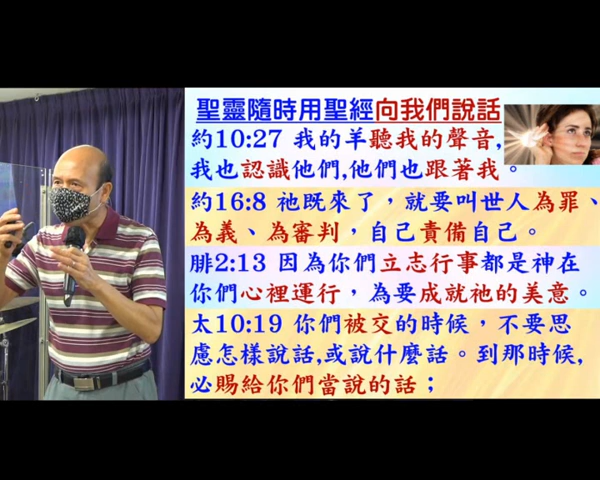 聖靈隨時用聖經向我們說話
約10:27 我的羊聽我的聲音,
我也認識他們,他們也跟著我。
約16:8 祂既來了，就要叫世人為罪、
為義、為審判，自己責備自己。
腓2:13 因為你們立志行事都是神在
你們心裡運行，為要成就祂的美意。
太10:19 你們被交的時候，不要思
慮怎樣說話,或說什麼話。到那時候,
必賜給你們當說的話；